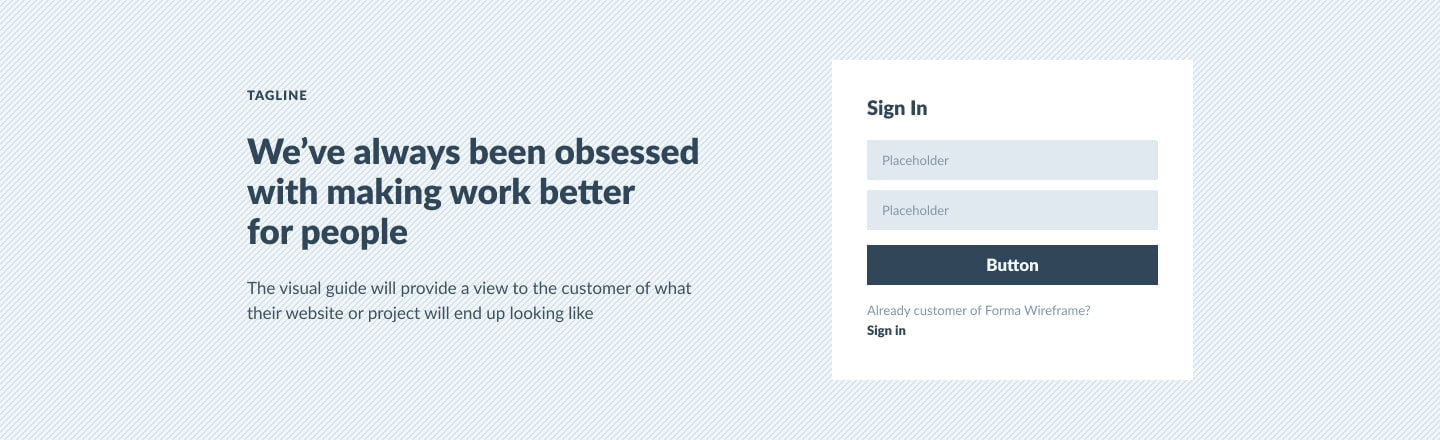 TAGLINE
We’ve always been obsessed
with making work better
for people
The visual guide will provide a view to the customer of what
their website or project will end up looking like
Sign In
Placeholder
Placeholder
Button
Already customer of Forma Wireframe?
Sign in